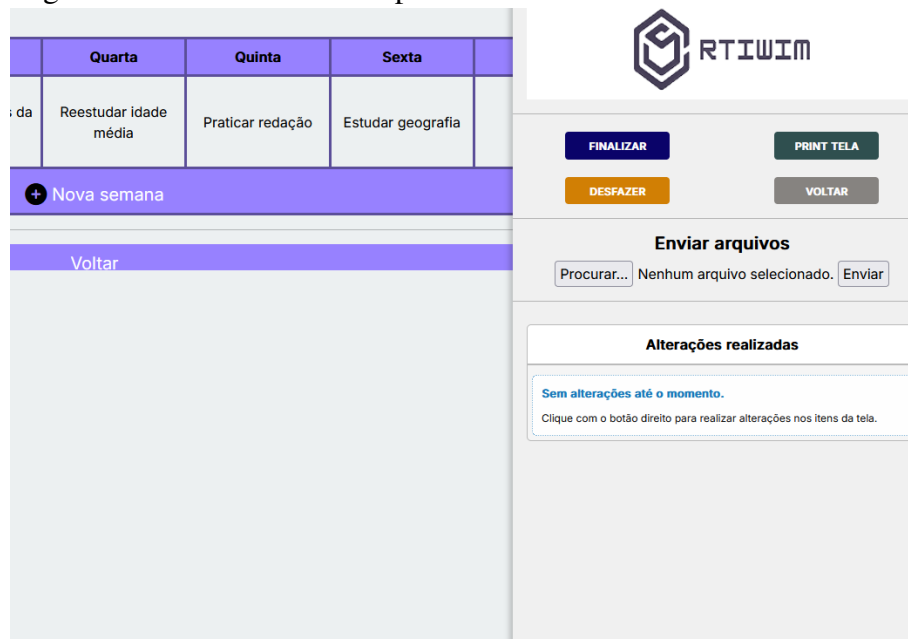 Quarta
Quinta
Sexta
da
Reestudar idade
média
Praticar redação
Estudar geografia
Nova semana
Voltar
RTIWIM
FINALIZAR
PRINT TELA
DESFAZER
VOLTAR
Enviar arquivos
Procurar... Nenhum arquivo selecionado. Enviar
Alterações realizadas
Sem alterações até o momento.
Clique com o botão direito para realizar alterações nos itens da tela.